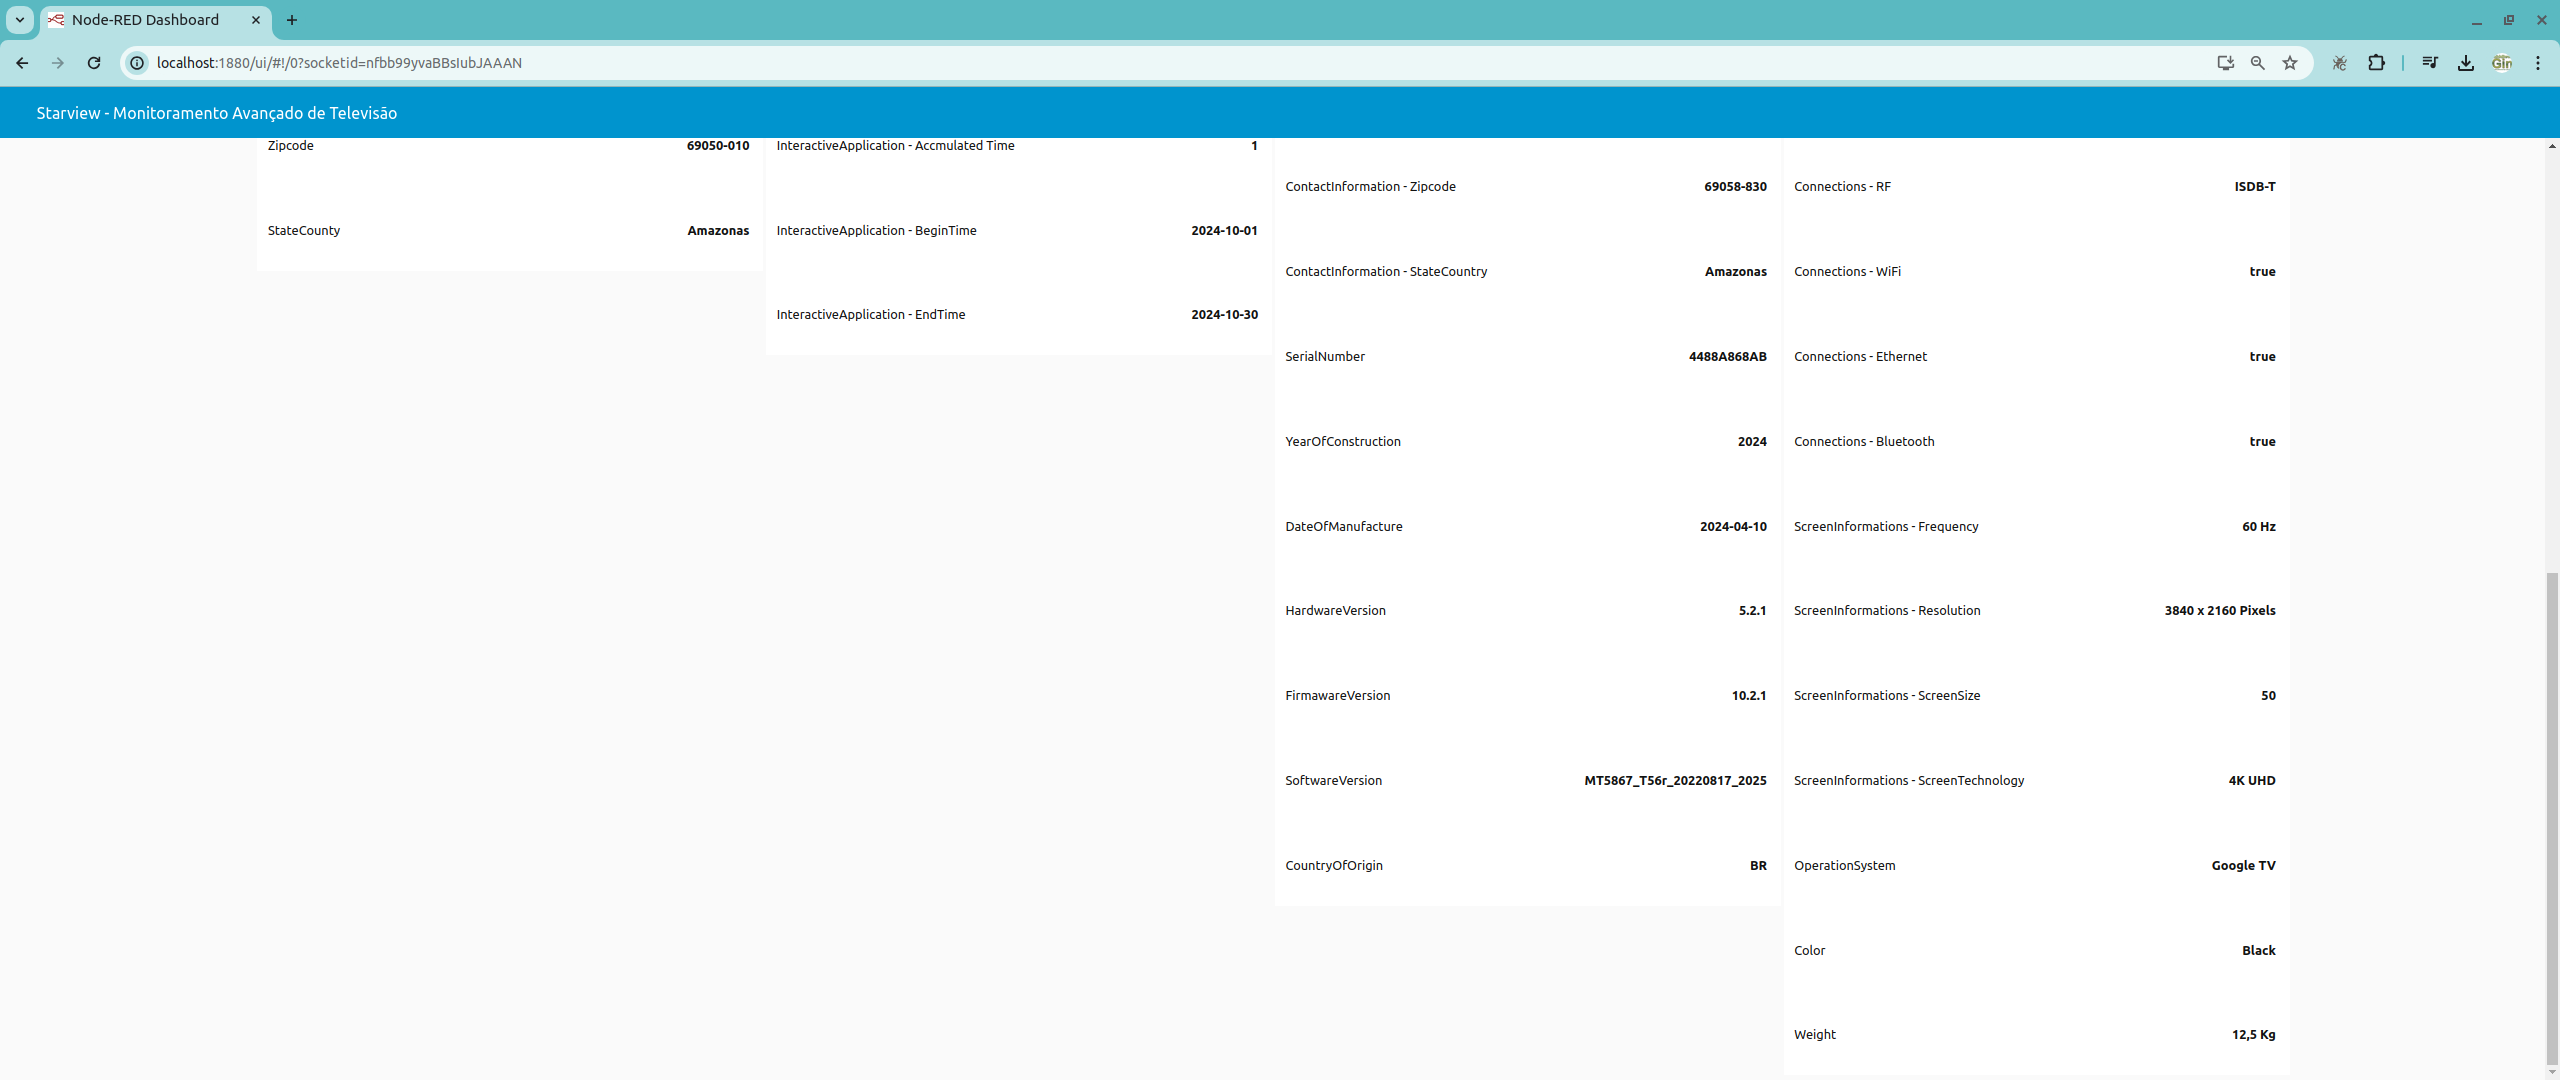 Node-RED Dashboard
localhost:1880/ui/#!/0?socketid=nfbb99yvaBBsIubJAAAN
Starview - Monitoramento Avançado de Televisão
Zipcode 69050-010
StateCounty Amazonas
InteractiveApplication - Accmulated Time 1
InteractiveApplication - BeginTime 2024-10-01
InteractiveApplication - EndTime 2024-10-30
ContactInformation - Zipcode 69058-830
ContactInformation - StateCountry Amazonas
SerialNumber 4488A868AB
YearOfConstruction 2024
DateOfManufacture 2024-04-10
HardwareVersion 5.2.1
FirmawareVersion 10.2.1
SoftwareVersion MT5867_T56r_20220817_2025
CountryOfOrigin BR
Connections - RF ISDB-T
Connections - WiFi true
Connections - Ethernet true
Connections - Bluetooth true
ScreenInformations - Frequency 60 Hz
ScreenInformations - Resolution 3840 x 2160 Pixels
ScreenInformations - ScreenSize 50
ScreenInformations - ScreenTechnology 4K UHD
OperationSystem Google TV
Color Black
Weight 12,5 Kg